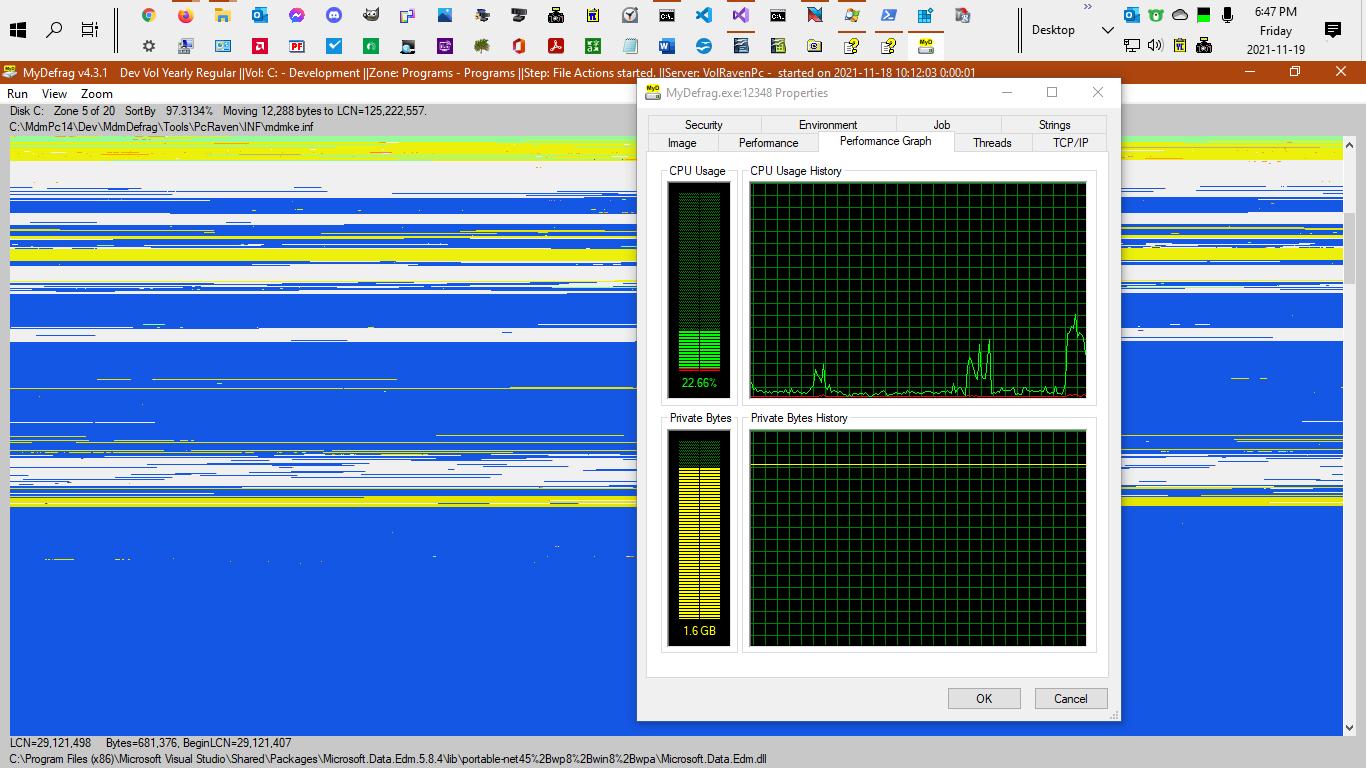 6:47 PM
Desktop
Friday
2021-11-19
MyDefrag v4.3.1 Dev Vol Yearly Regular ||Vol: C: - Development ||Zone: Programs - Programs ||Step: File Actions started. ||Server: VolRavenPc - started on 2021-11-18 10:12:03 0:00:01
Run View Zoom
Disk C: Zone 5 of 20 SortBy 97.3134% Moving 12,288 bytes to LCN=125,222,557.
C:\MdmPc14\Dev\MdmDefrag\Tools\PcRaven\INF\mdmke.inf
MyDefrag.exe:12348 Properties
Security Environment Job Strings
Image Performance Performance Graph Threads TCP/IP
CPU Usage CPU Usage History
22.66%
Private Bytes Private Bytes History
1.6 GB
OK Cancel
LCN=29,121,498 Bytes=681,376, BeginLCN=29,121,407
C:\Program Files (x86)\Microsoft Visual Studio\Shared\Packages\Microsoft.Data.Edm.5.8.4\lib\portable-net45%2Bwp8%2Bwin8%2Bwpa\Microsoft.Data.Edm.dll